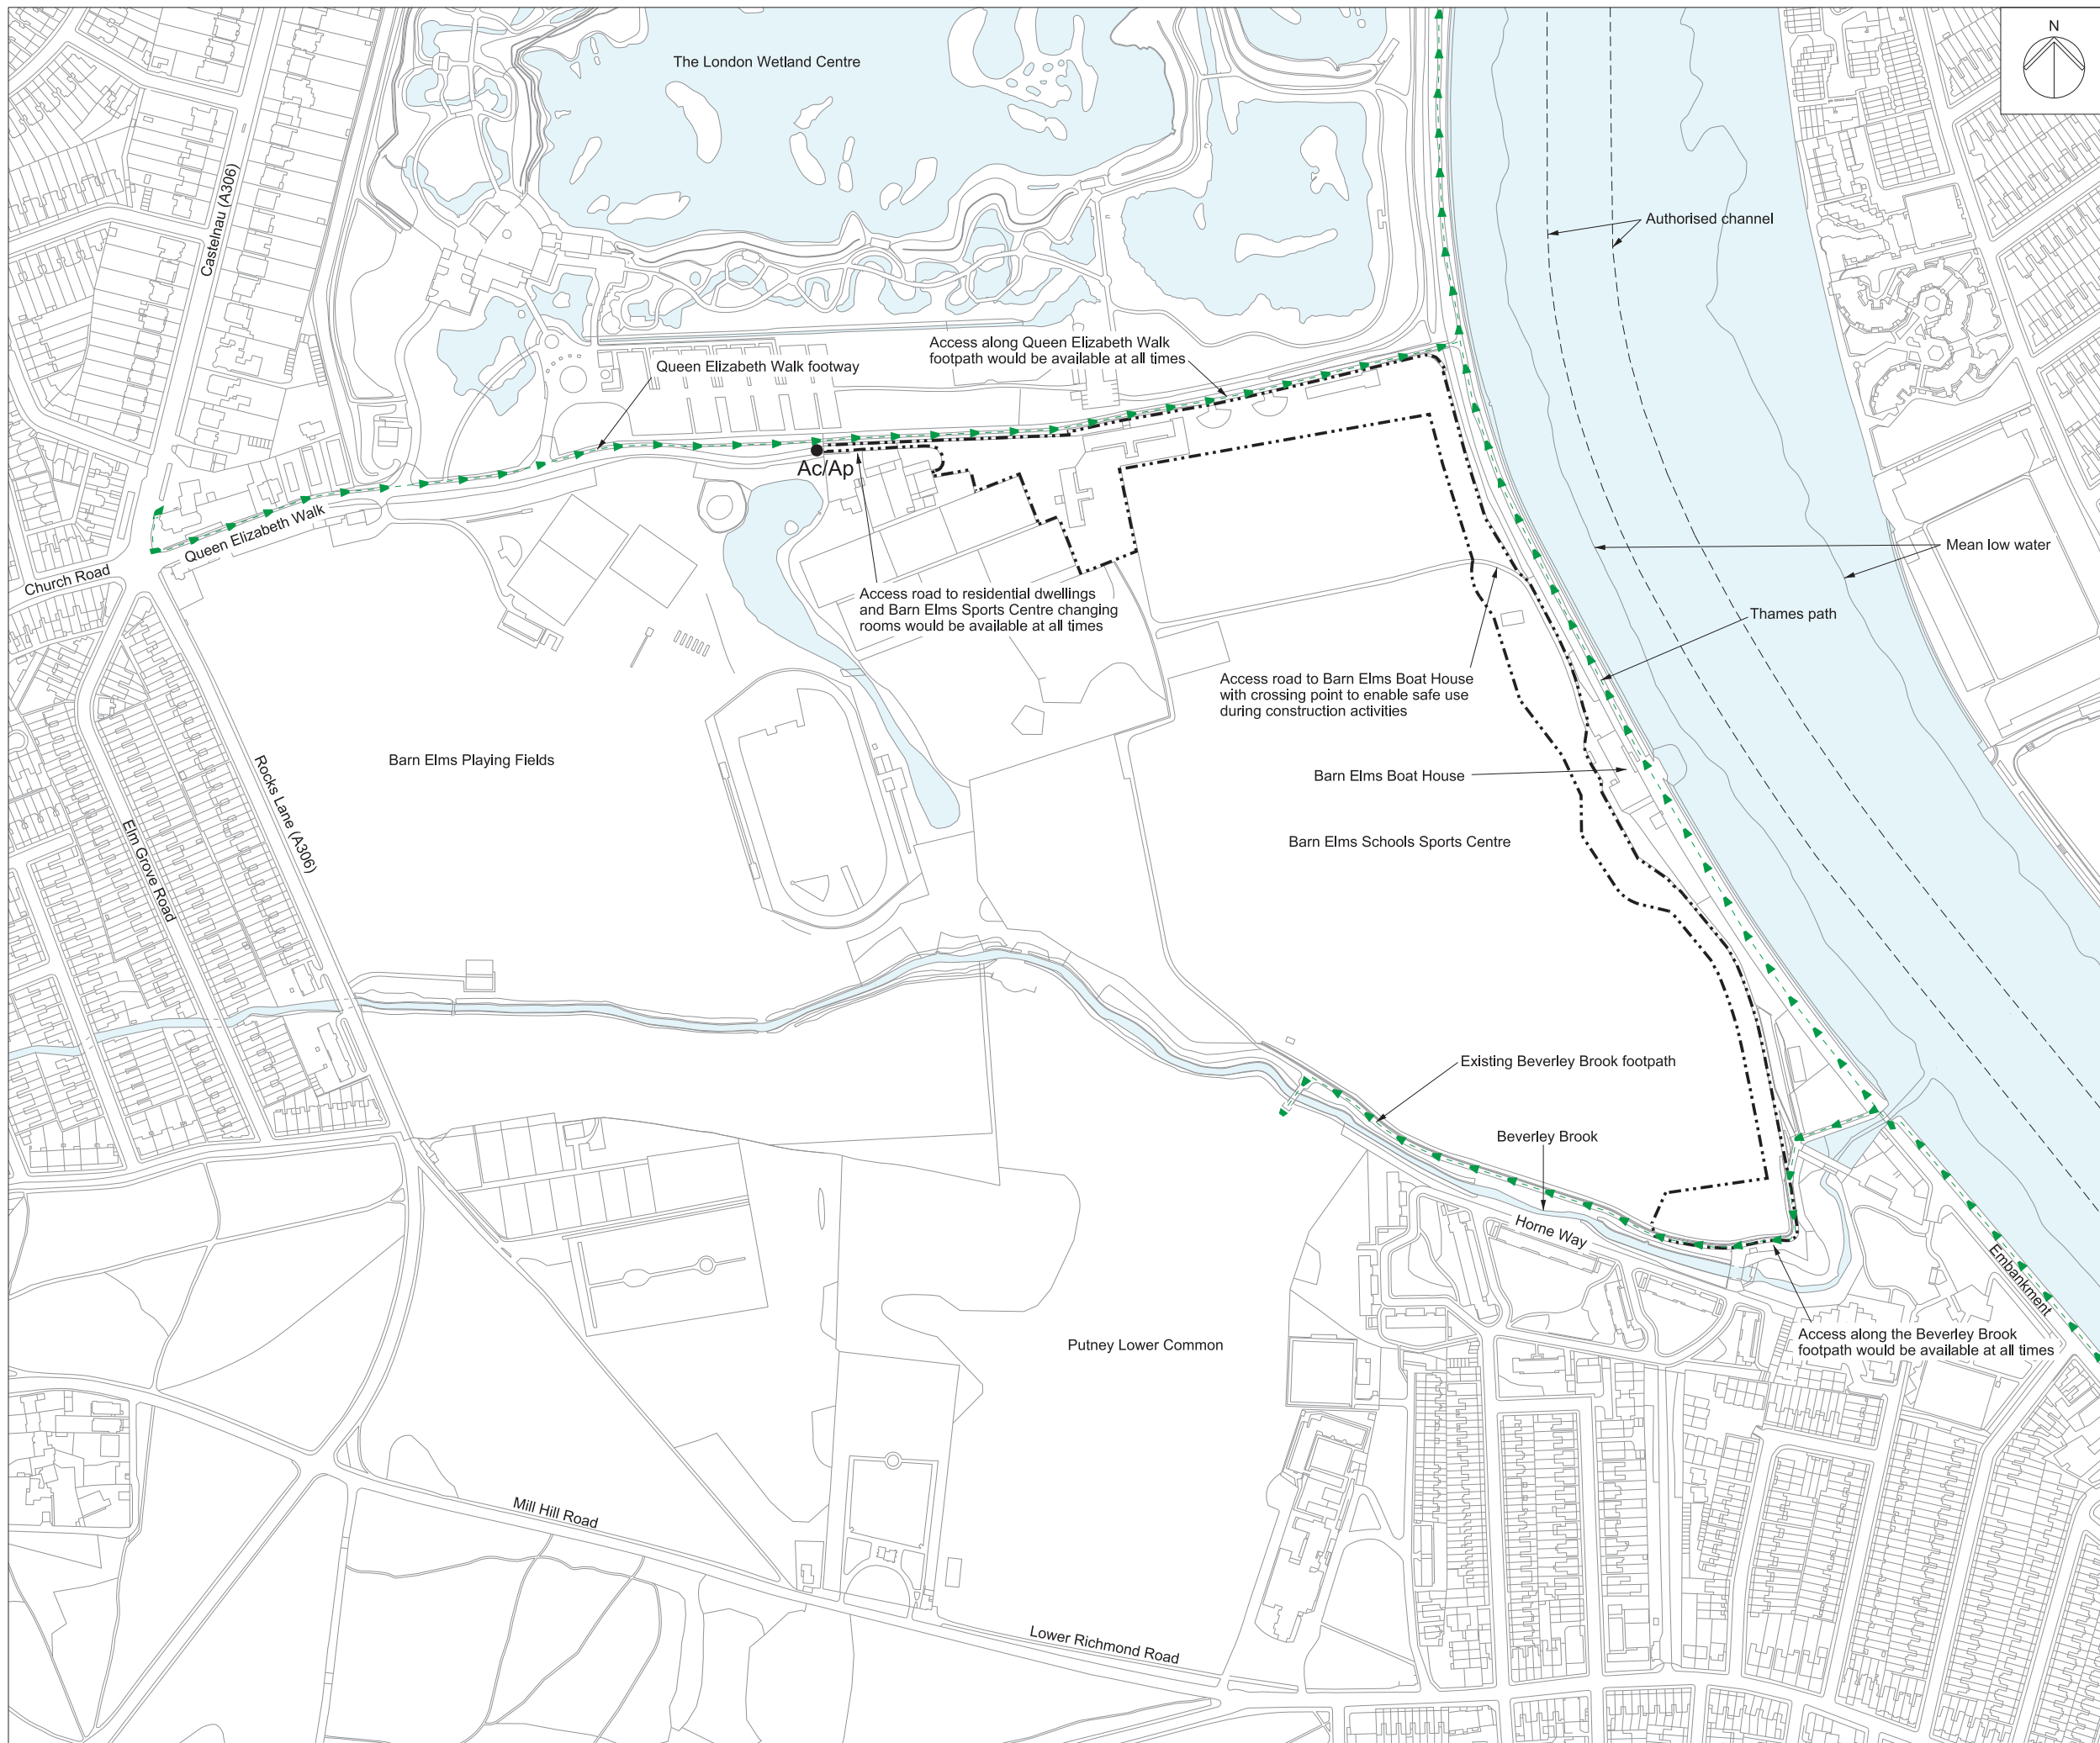 N
The London Wetland Centre
Castelnau (A306)
Authorised channel
Access along Queen Elizabeth Walk
footpath would be available at all times
Queen Elizabeth Walk footway
Ac/Ap
Queen Elizabeth Walk
Mean low water
Church Road
Access road to residential dwellings
and Barn Elms Sports Centre changing
rooms would be available at all times
Thames path
Access road to Barn Elms Boat House
with crossing point to enable safe use
during construction activities
Barn Elms Playing Fields
Rocks Lane (A306)
Barn Elms Boat House
Elm Grove Road
Barn Elms Schools Sports Centre
Existing Beverley Brook footpath
Beverley Brook
Horne Way
Embankment
Access along the Beverley Brook
footpath would be available at all times
Putney Lower Common
Mill Hill Road
Lower Richmond Road